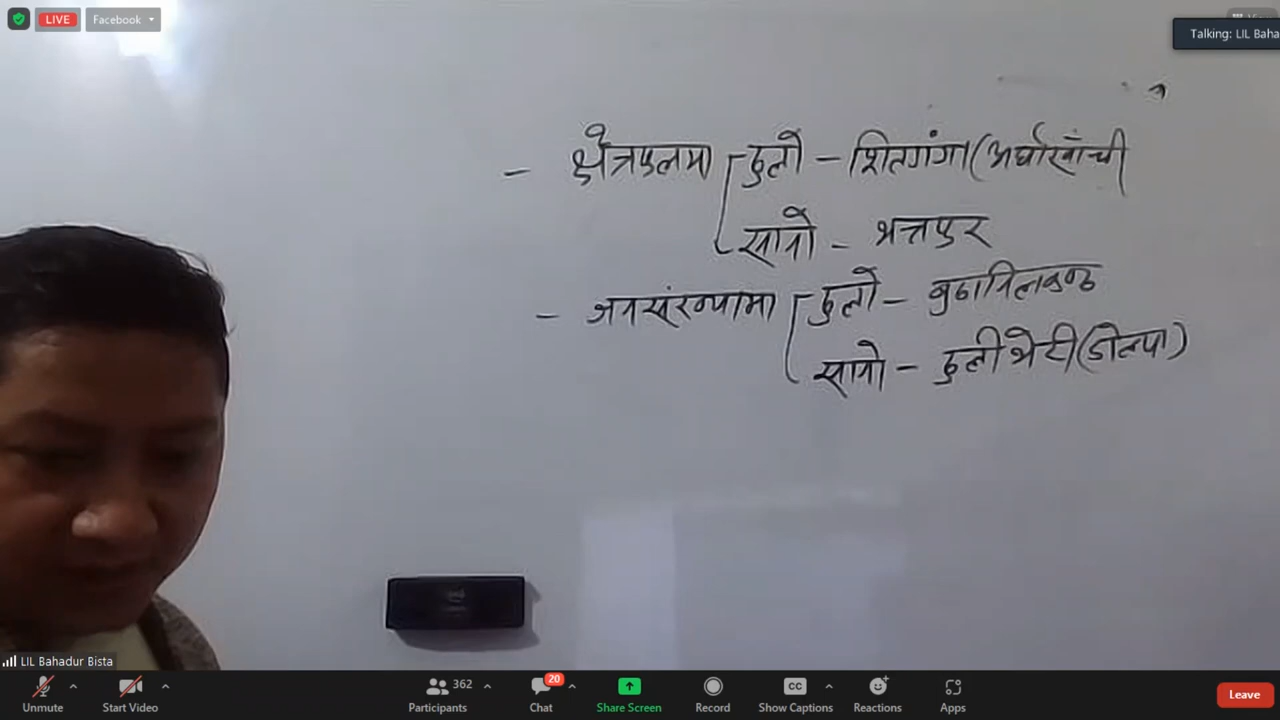 LIVE
Facebook
Talking: LIL Baha
- क्षेत्रफलमा ठुलो - शितगंगा (अर्घाखाँची
सानो - भक्तपुर
- जनसंख्यामा ठुलो - बुढानिलकण्ठ
सानो - ठुली भेरी (डोल्पा)
LIL Bahadur Bista
Unmute
Start Video
362
Participants
20
Chat
Share Screen
Record
CC
Show Captions
Reactions
Apps
Leave